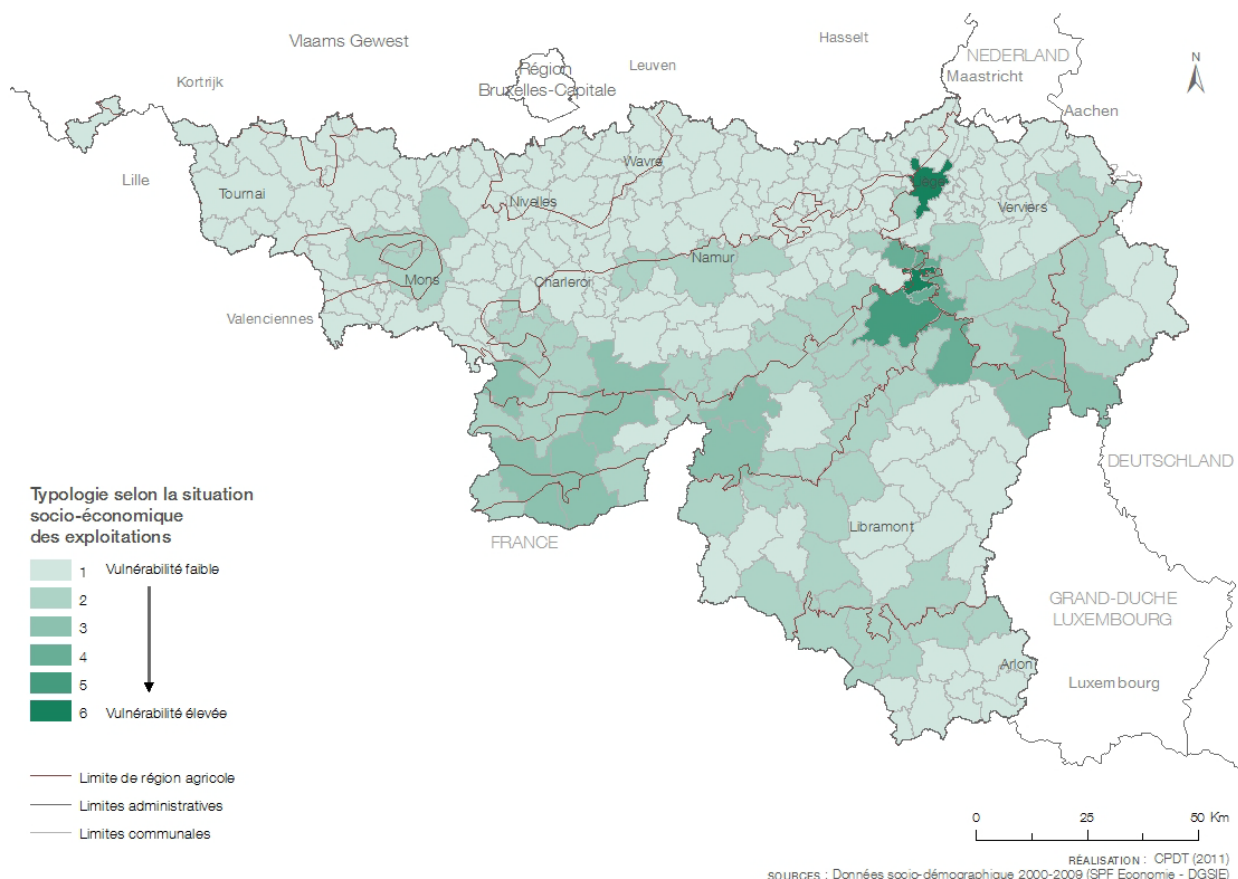 Vlaams Gewest
Hasselt
NEDERLAND
Maastricht
N
Kortrijk
Région
Bruxelles-Capitale
Leuven
Aachen
Lille
Tournai
Wavre
Nivelles
Liège
Verviers
Mons
Charleroi
Namur
Valenciennes
DEUTSCHLAND
Libramont
FRANCE
GRAND-DUCHE
LUXEMBOURG
Arlon
Luxembourg
Typologie selon la situation
socio-économique
des exploitations
1 Vulnérabilité faible
2
3
4
5
6 Vulnérabilité élevée
Limite de région agricole
Limites administratives
Limites communales
0 25 50 Km
RÉALISATION : CPDT (2011)
SOURCES : Données socio-démographique 2000-2009 (SPF Economie - DGSIE)